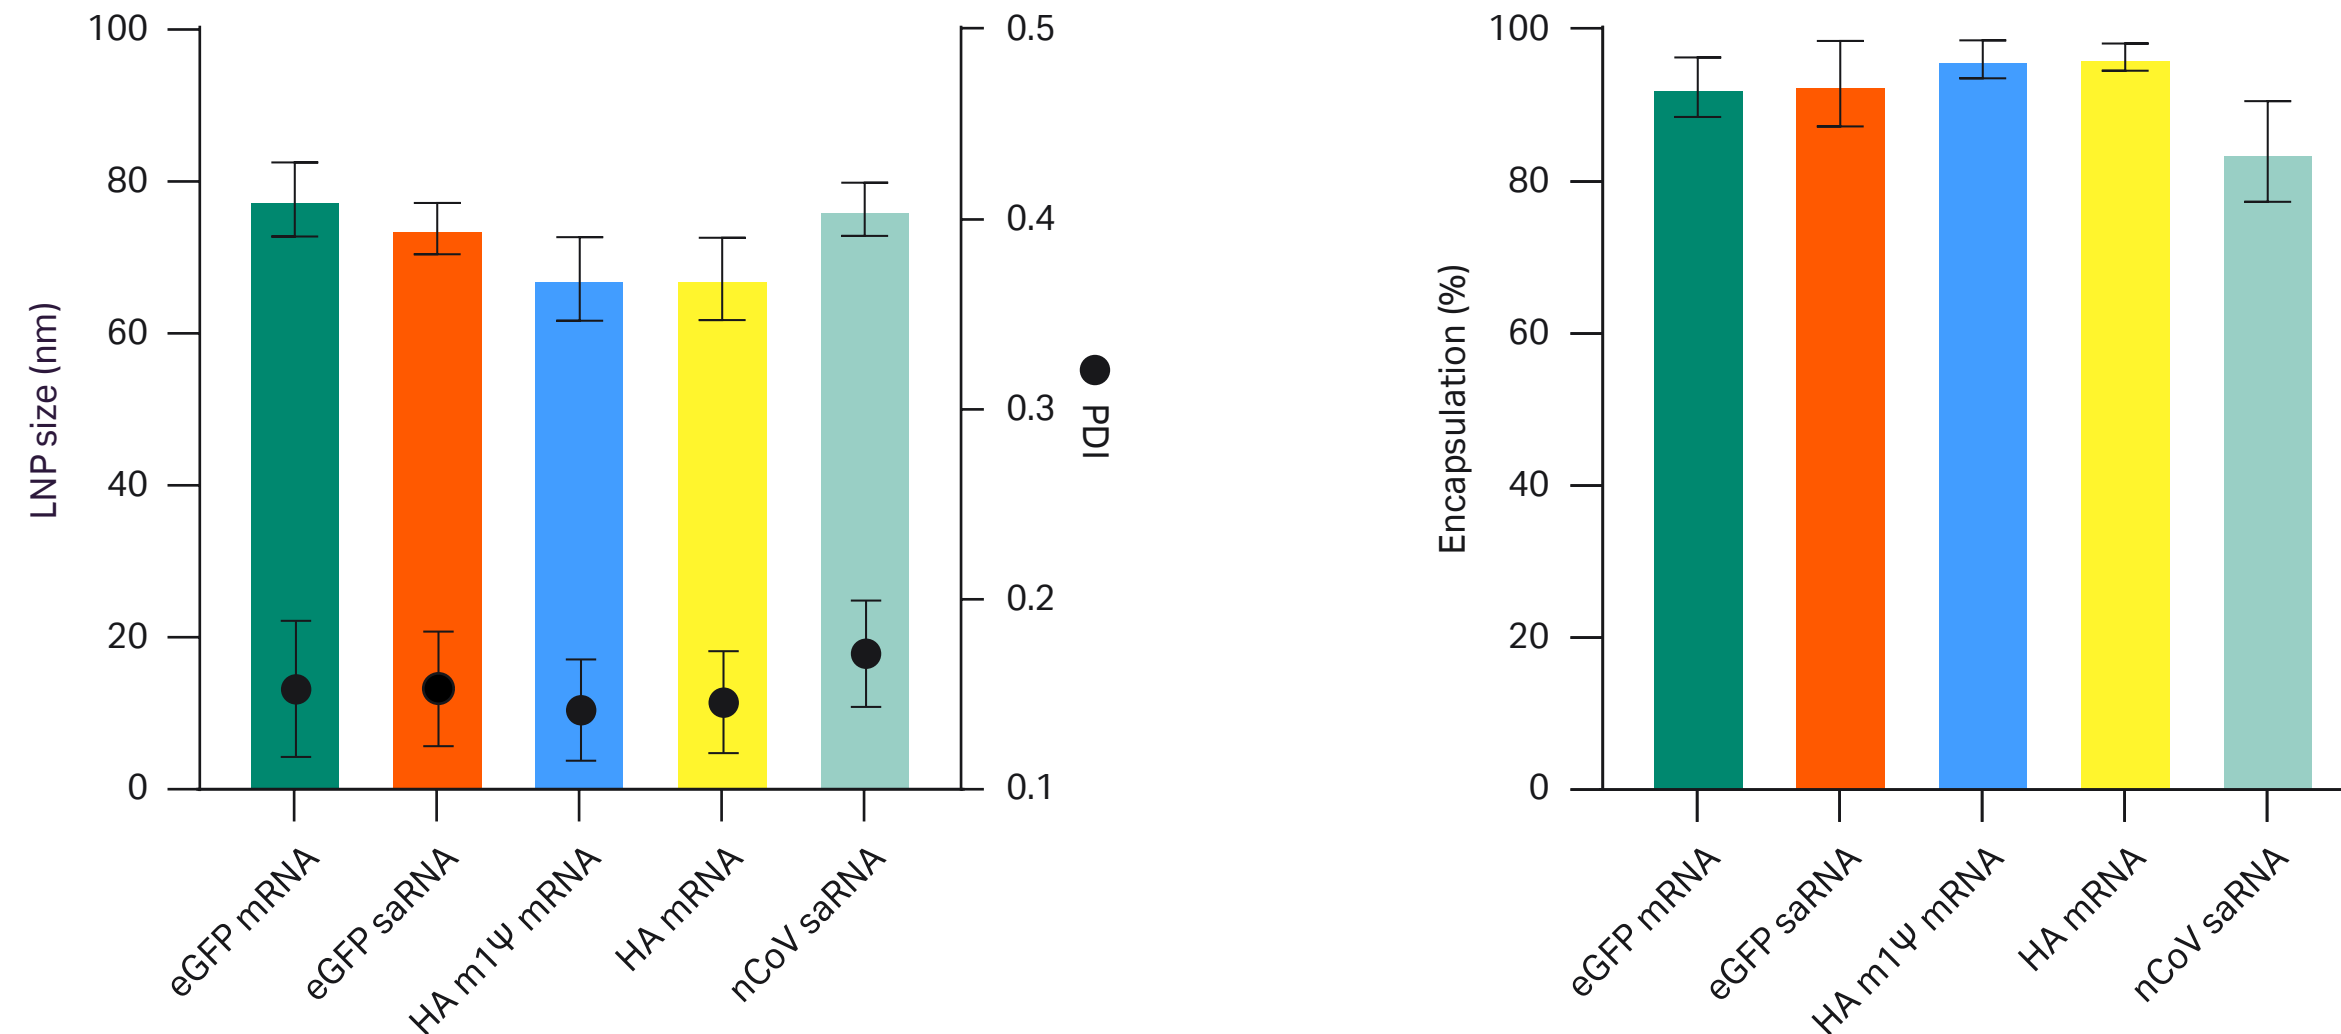 100
80
60
40
20
0
LNP size (nm)
0.5
0.4
0.3
0.2
0.1
PDI
eGFP mRNA
eGFP saRNA
HA m1Ψ mRNA
HA mRNA
nCoV saRNA
100
80
60
40
20
0
Encapsulation (%)
eGFP mRNA
eGFP saRNA
HA m1Ψ mRNA
HA mRNA
nCoV saRNA